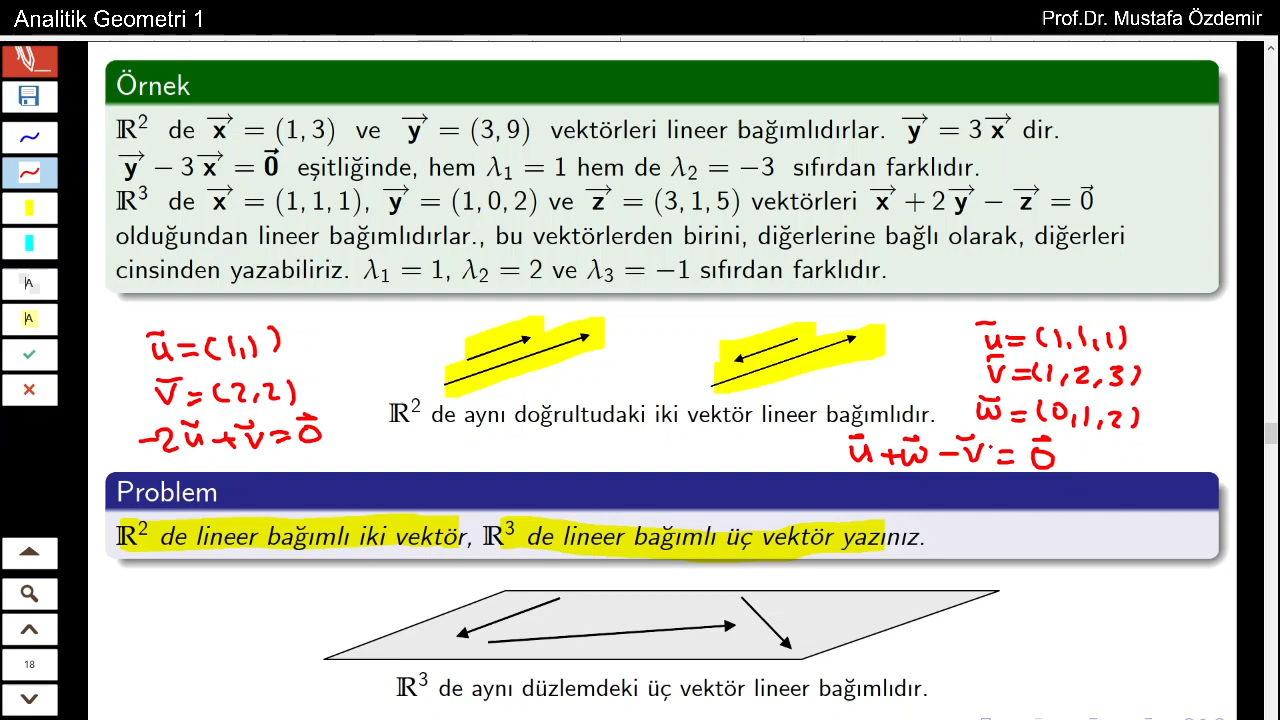 Analitik Geometri 1
Prof.Dr. Mustafa Özdemir
Örnek
ℝ² de x⃗ = (1, 3) ve y⃗ = (3, 9) vektörleri lineer bağımlıdırlar. y⃗ = 3x⃗ dir.
y⃗ − 3x⃗ = 0⃗ eşitliğinde, hem λ₁ = 1 hem de λ₂ = −3 sıfırdan farklıdır.
ℝ³ de x⃗ = (1, 1, 1), y⃗ = (1, 0, 2) ve z⃗ = (3, 1, 5) vektörleri x⃗ + 2y⃗ − z⃗ = 0⃗
olduğundan lineer bağımlıdırlar., bu vektörlerden birini, diğerlerine bağlı olarak, diğerleri
cinsinden yazabiliriz. λ₁ = 1, λ₂ = 2 ve λ₃ = −1 sıfırdan farklıdır.
u⃗ = (1,1)
v⃗ = (2,2)
-2u⃗ + v⃗ = 0⃗
ℝ² de aynı doğrultudaki iki vektör lineer bağımlıdır.
u⃗ = (1,1,1)
v⃗ = (1,2,3)
w⃗ = (0,1,2)
u⃗ + w⃗ − v⃗ = 0⃗
Problem
ℝ² de lineer bağımlı iki vektör, ℝ³ de lineer bağımlı üç vektör yazınız.
ℝ³ de aynı düzlemdeki üç vektör lineer bağımlıdır.
A
A
18